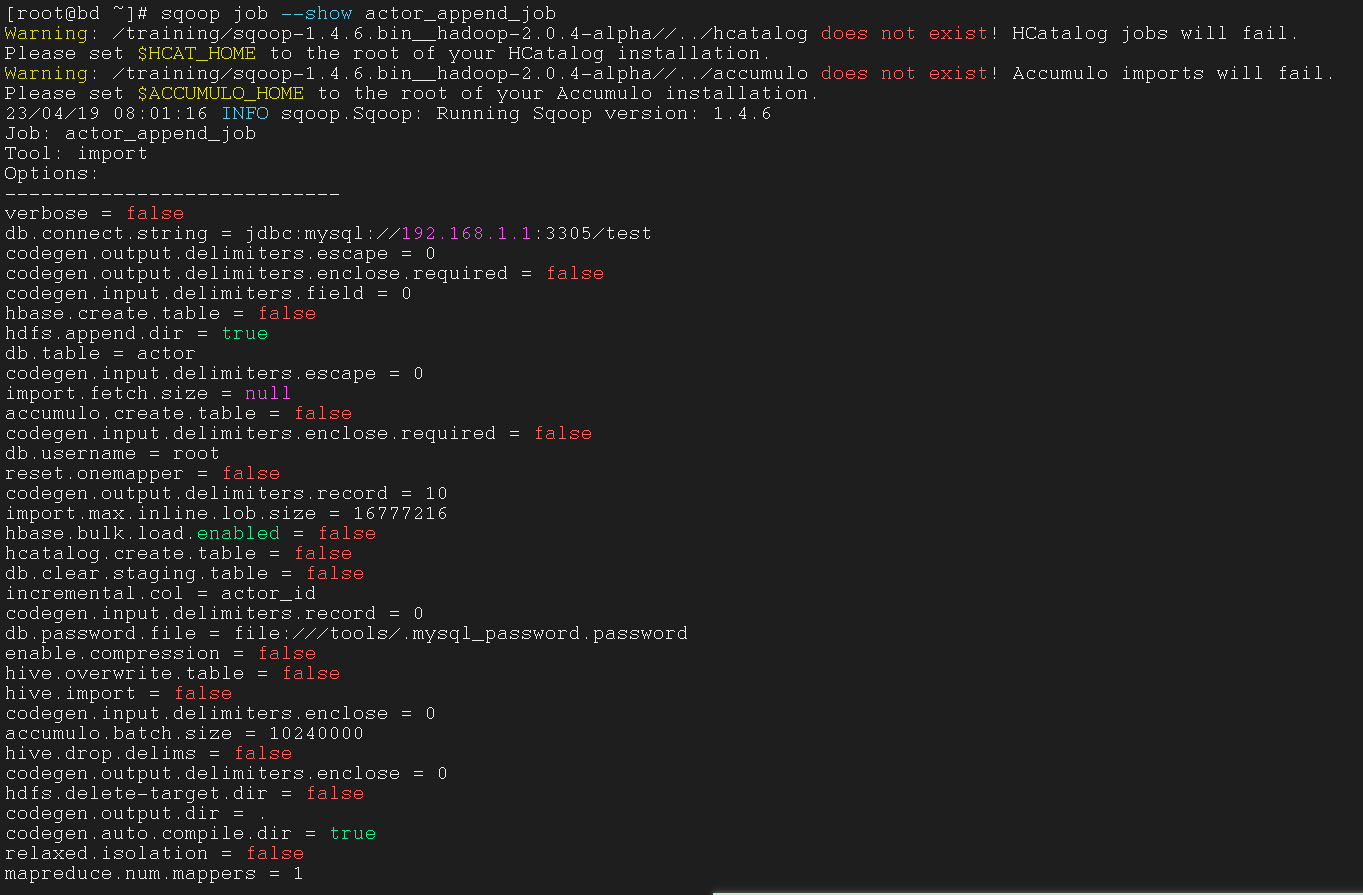 [root@bd ~]# sqoop job --show actor_append_job
Warning: /training/sqoop-1.4.6.bin__hadoop-2.0.4-alpha//../hcatalog does not exist! HCatalog jobs will fail.
Please set $HCAT_HOME to the root of your HCatalog installation.
Warning: /training/sqoop-1.4.6.bin__hadoop-2.0.4-alpha//../accumulo does not exist! Accumulo imports will fail.
Please set $ACCUMULO_HOME to the root of your Accumulo installation.
23/04/19 08:01:16 INFO sqoop.Sqoop: Running Sqoop version: 1.4.6
Job: actor_append_job
Tool: import
Options:
----------------------------
verbose = false
db.connect.string = jdbc:mysql://192.168.1.1:3305/test
codegen.output.delimiters.escape = 0
codegen.output.delimiters.enclose.required = false
codegen.input.delimiters.field = 0
hbase.create.table = false
hdfs.append.dir = true
db.table = actor
codegen.input.delimiters.escape = 0
import.fetch.size = null
accumulo.create.table = false
codegen.input.delimiters.enclose.required = false
db.username = root
reset.onemapper = false
codegen.output.delimiters.record = 10
import.max.inline.lob.size = 16777216
hbase.bulk.load.enabled = false
hcatalog.create.table = false
db.clear.staging.table = false
incremental.col = actor_id
codegen.input.delimiters.record = 0
db.password.file = file:///tools/.mysql_password.password
enable.compression = false
hive.overwrite.table = false
hive.import = false
codegen.input.delimiters.enclose = 0
accumulo.batch.size = 10240000
hive.drop.delims = false
codegen.output.delimiters.enclose = 0
hdfs.delete-target.dir = false
codegen.output.dir = .
codegen.auto.compile.dir = true
relaxed.isolation = false
mapreduce.num.mappers = 1